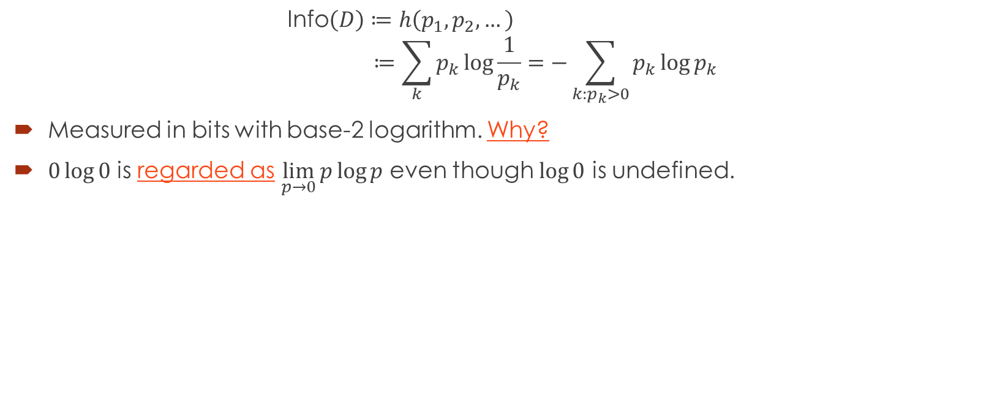 Info(D) ≔ h(p₁, p₂, … )
≔ ∑ₖ pₖ log 1/pₖ = − ∑_{k:pₖ>0} pₖ log pₖ
Measured in bits with base-2 logarithm. Why?
0 log 0 is regarded as lim_{p→0} p log p even though log 0 is undefined.